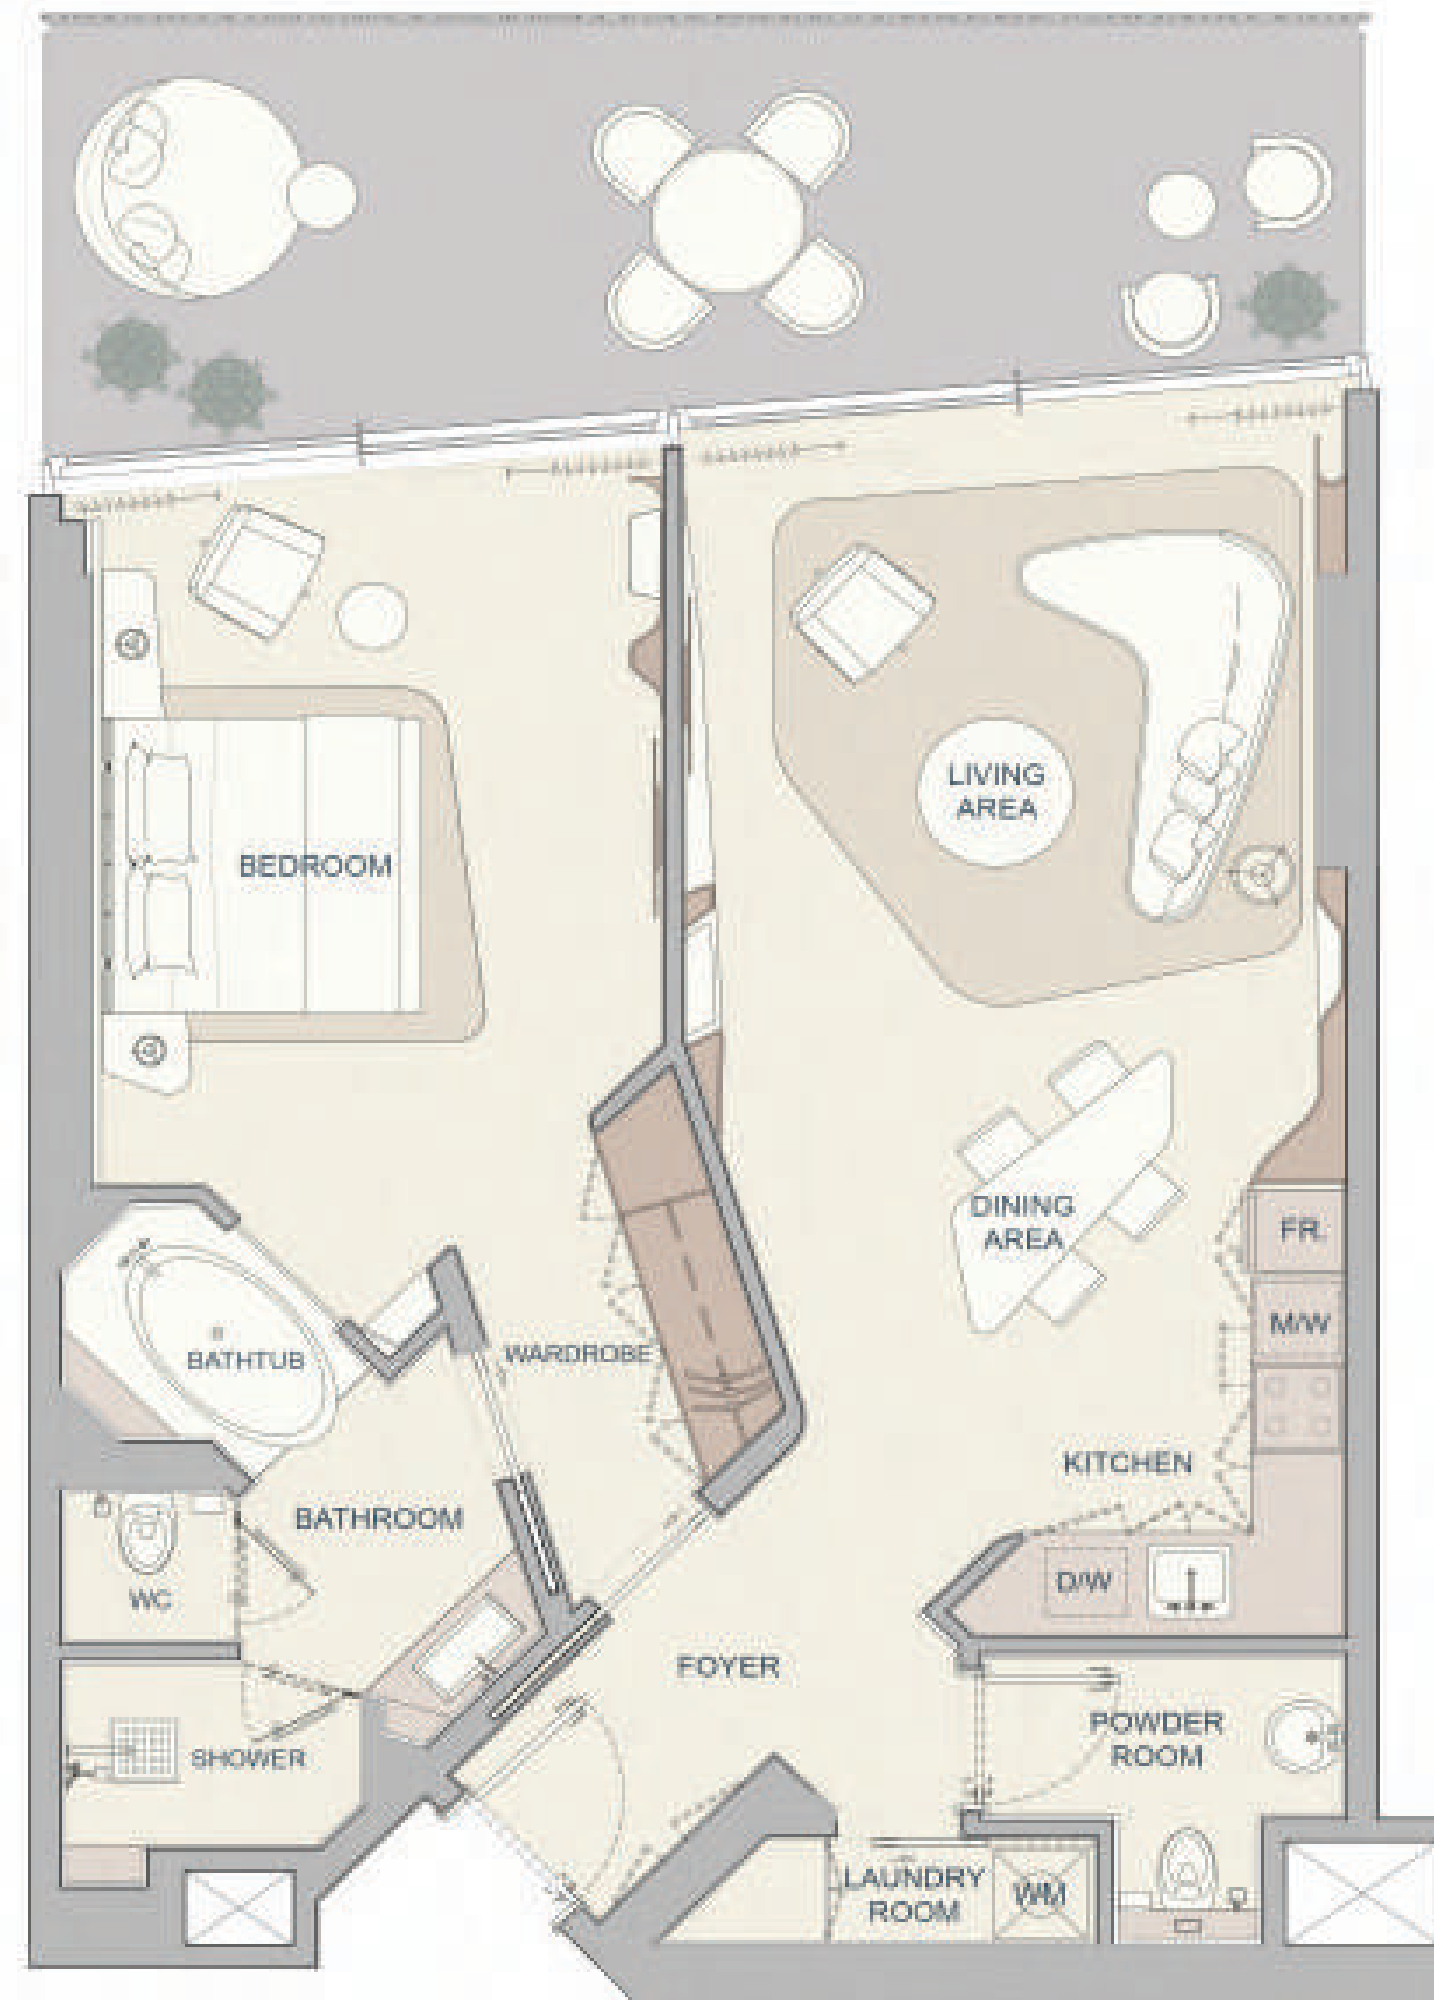 LIVING
AREA
BEDROOM
DINING
AREA
FR.
M/W
BATHTUB
WARDROBE
KITCHEN
BATHROOM
D/W
WC
FOYER
POWDER
ROOM
SHOWER
LAUNDRY
ROOM
WM